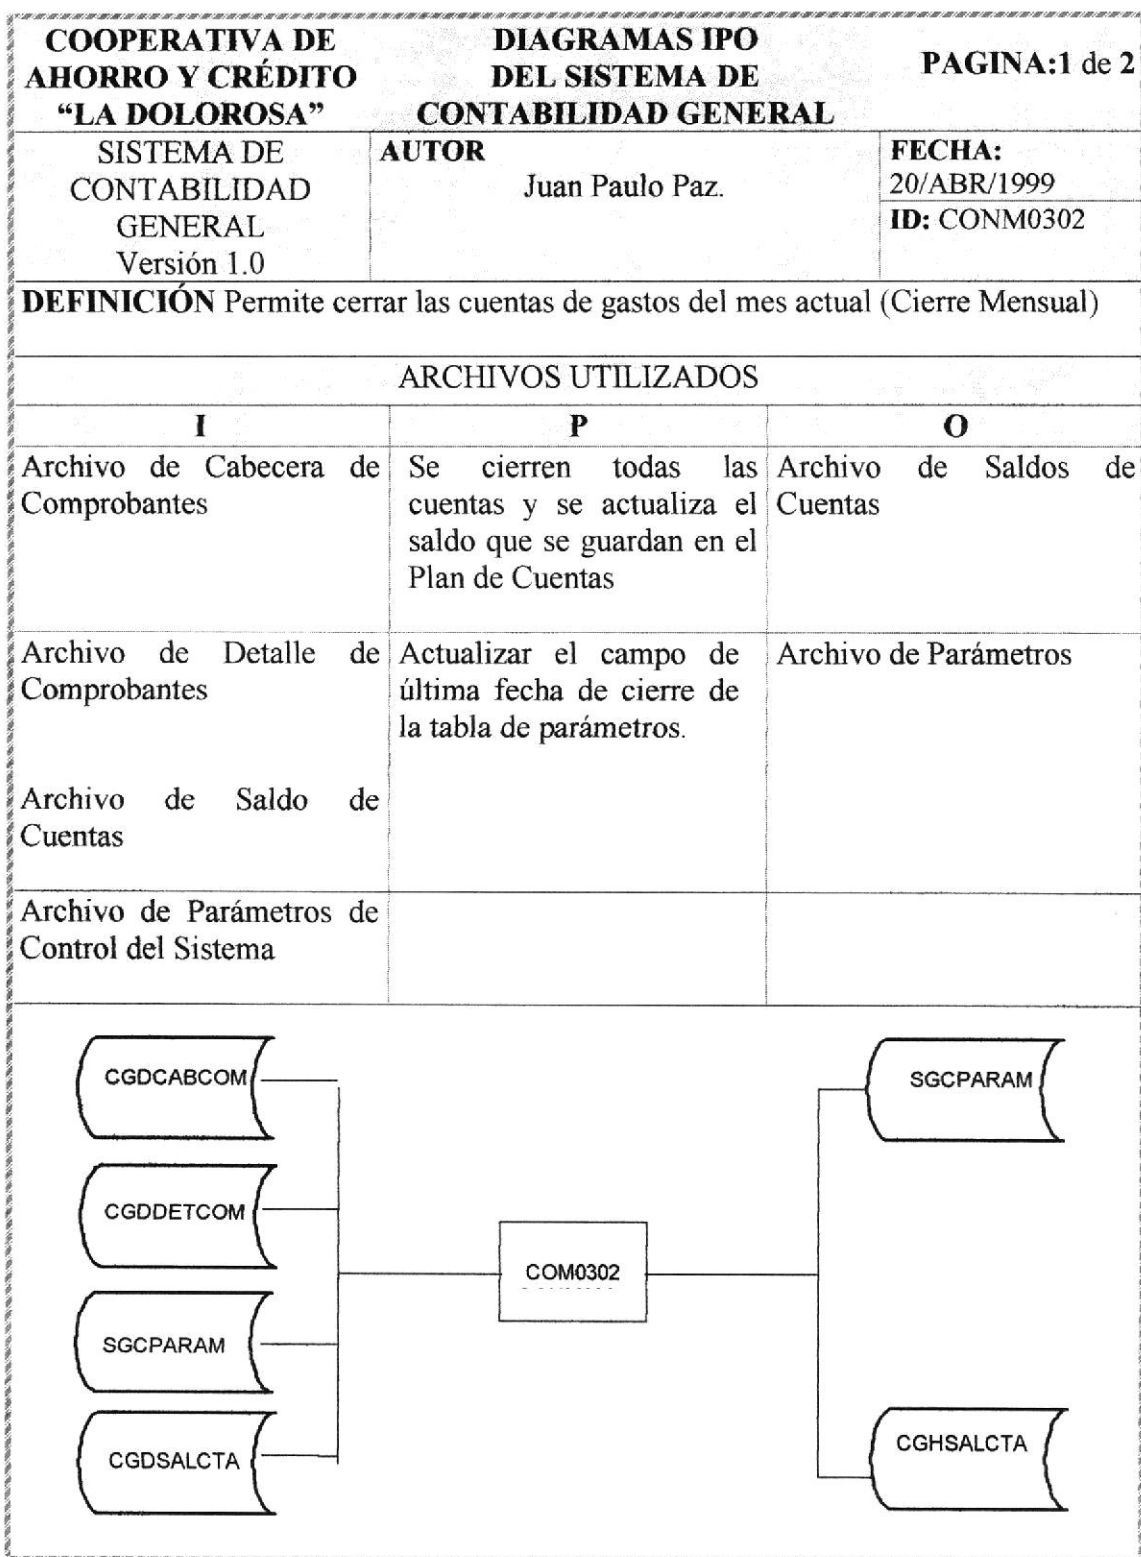 COOPERATIVA DE
AHORRO Y CRÉDITO
“LA DOLOROSA”
DIAGRAMAS IPO
DEL SISTEMA DE
CONTABILIDAD GENERAL
PAGINA:1 de 2
SISTEMA DE
CONTABILIDAD
GENERAL
Versión 1.0
AUTOR
Juan Paulo Paz.
FECHA:
20/ABR/1999
ID: CONM0302
DEFINICIÓN Permite cerrar las cuentas de gastos del mes actual (Cierre Mensual)
ARCHIVOS UTILIZADOS
I
P
O
Archivo de Cabecera de
Comprobantes
Se cierren todas las
cuentas y se actualiza el
saldo que se guardan en el
Plan de Cuentas
Archivo de Saldos de
Cuentas
Archivo de Detalle de
Comprobantes
Archivo de Saldo de
Cuentas
Actualizar el campo de
última fecha de cierre de
la tabla de parámetros.
Archivo de Parámetros
Archivo de Parámetros de
Control del Sistema
CGDCABCOM
CGDDETCOM
SGCPARAM
CGDSALCTA
COM0302
SGCPARAM
CGHSALCTA